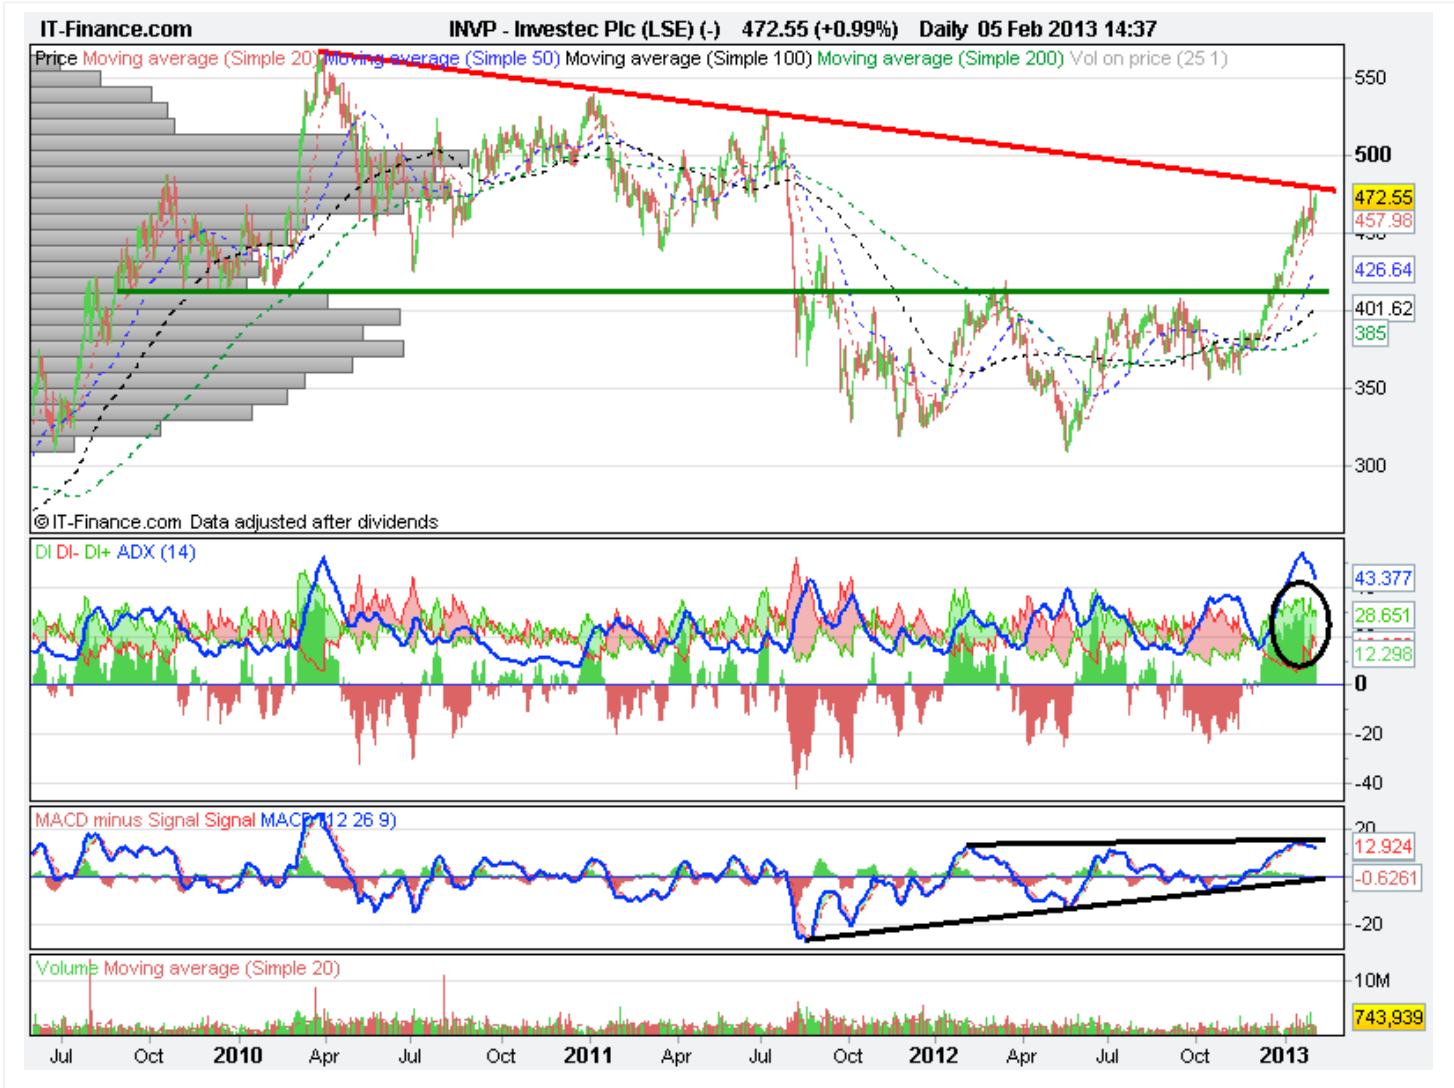 IT-Finance.com INVP - Investec Plc (LSE) (-) 472.55 (+0.99%) Daily 05 Feb 2013 14:37
Price Moving average (Simple 20) Moving average (Simple 50) Moving average (Simple 100) Moving average (Simple 200) Vol on price (25 1)
550
500
472.55
457.98
450
426.64
401.62
385
350
300
© IT-Finance.com Data adjusted after dividends
DI DI- DI+ ADX (14)
43.377
28.651
12.298
0
-20
-40
MACD minus Signal Signal MACD (12 26 9)
20
12.924
-0.6261
-20
Volume Moving average (Simple 20)
10M
743,939
Jul Oct 2010 Apr Jul Oct 2011 Apr Jul Oct 2012 Apr Jul Oct 2013